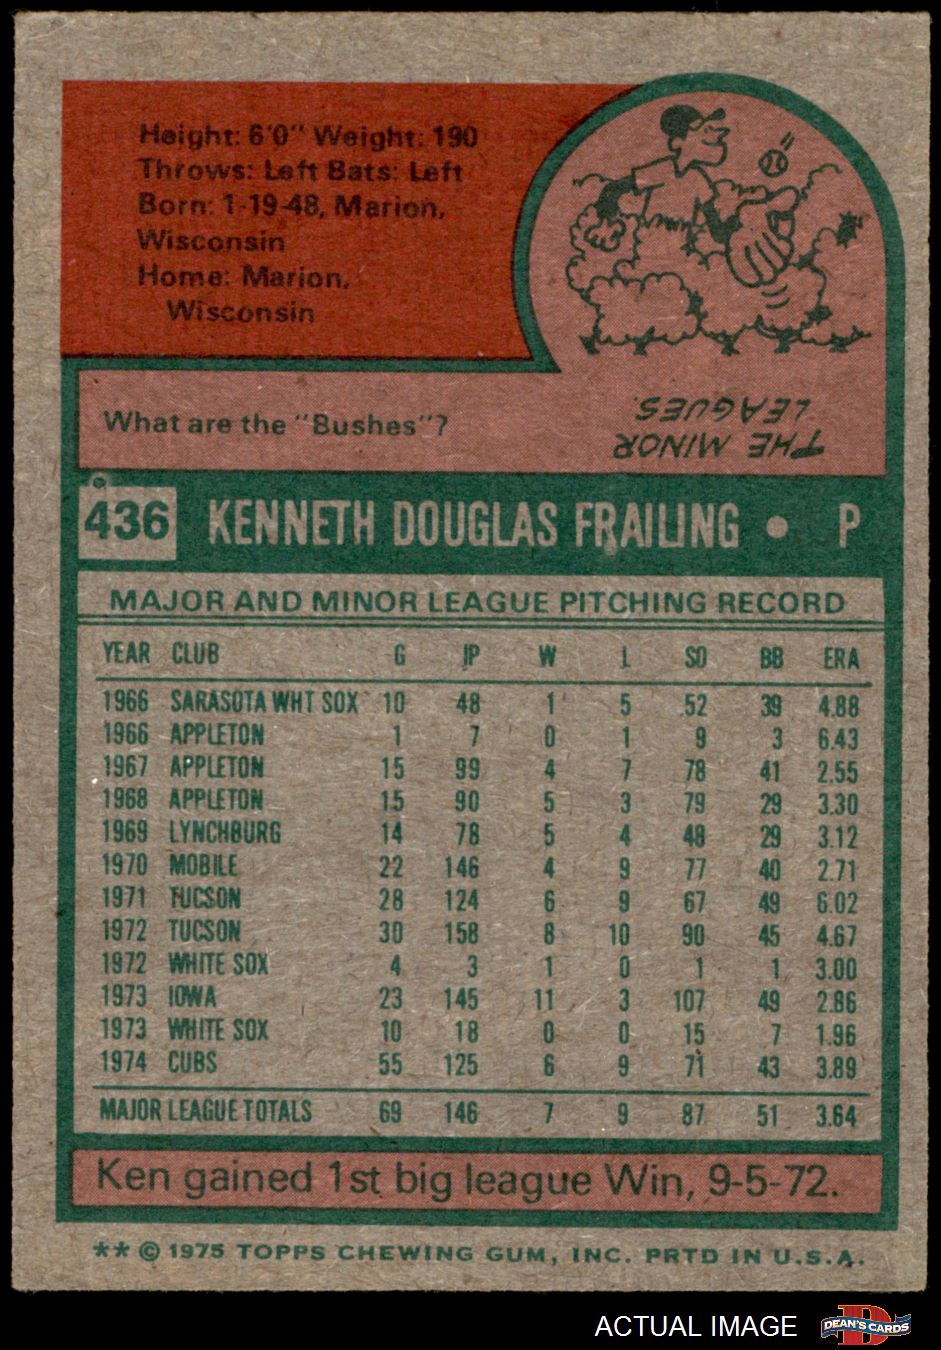 Height: 6'0" Weight: 190
Throws: Left Bats: Left
Born: 1-19-48, Marion,
Wisconsin
Home: Marion,
Wisconsin
What are the "Bushes"?
THE MINOR
LEAGUES.
436 KENNETH DOUGLAS FRAILING • P
MAJOR AND MINOR LEAGUE PITCHING RECORD
YEAR CLUB G IP W L SO BB ERA
1966 SARASOTA WHT SOX 10 48 1 5 52 39 4.88
1966 APPLETON 1 7 0 1 9 3 6.43
1967 APPLETON 15 99 4 7 78 41 2.55
1968 APPLETON 15 90 5 3 79 29 3.30
1969 LYNCHBURG 14 78 5 4 48 29 3.12
1970 MOBILE 22 146 4 9 77 40 2.71
1971 TUCSON 28 124 6 9 67 49 6.02
1972 TUCSON 30 158 8 10 90 45 4.67
1972 WHITE SOX 4 3 1 0 1 1 3.00
1973 IOWA 23 145 11 3 107 49 2.86
1973 WHITE SOX 10 18 0 0 15 7 1.96
1974 CUBS 55 125 6 9 71 43 3.89
MAJOR LEAGUE TOTALS 69 146 7 9 87 51 3.64
Ken gained 1st big league Win, 9-5-72.
** © 1975 TOPPS CHEWING GUM, INC. PRTD IN U.S.A.
ACTUAL IMAGE
D
DEAN'S CARDS